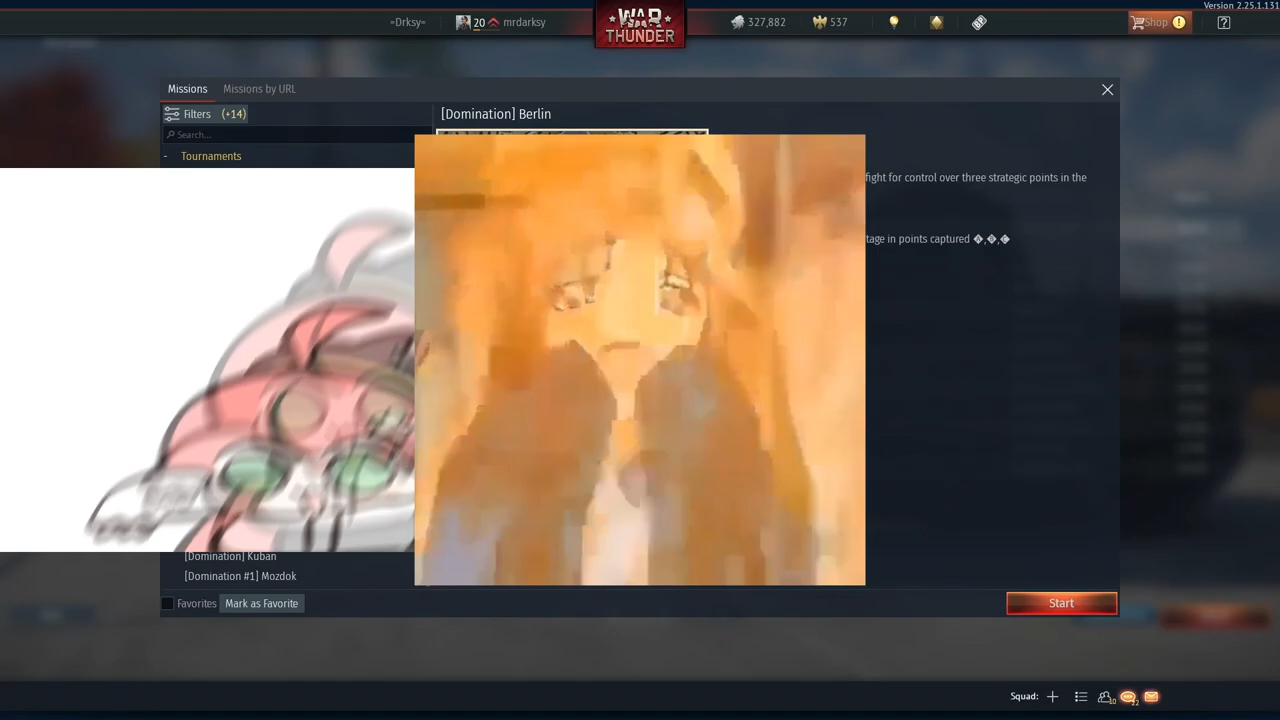 Version 2.25.1.131
=Drksy=
20
mrdarksy
WAR
THUNDER
327,882
537
Shop
Missions
Missions by URL
Filters (+14)
[Domination] Berlin
Search...
- Tournaments
fight for control over three strategic points in the
tage in points captured A,B,C
[Domination] Kuban
[Domination #1] Mozdok
Favorites
Mark as Favorite
Start
Squad: +
10
22